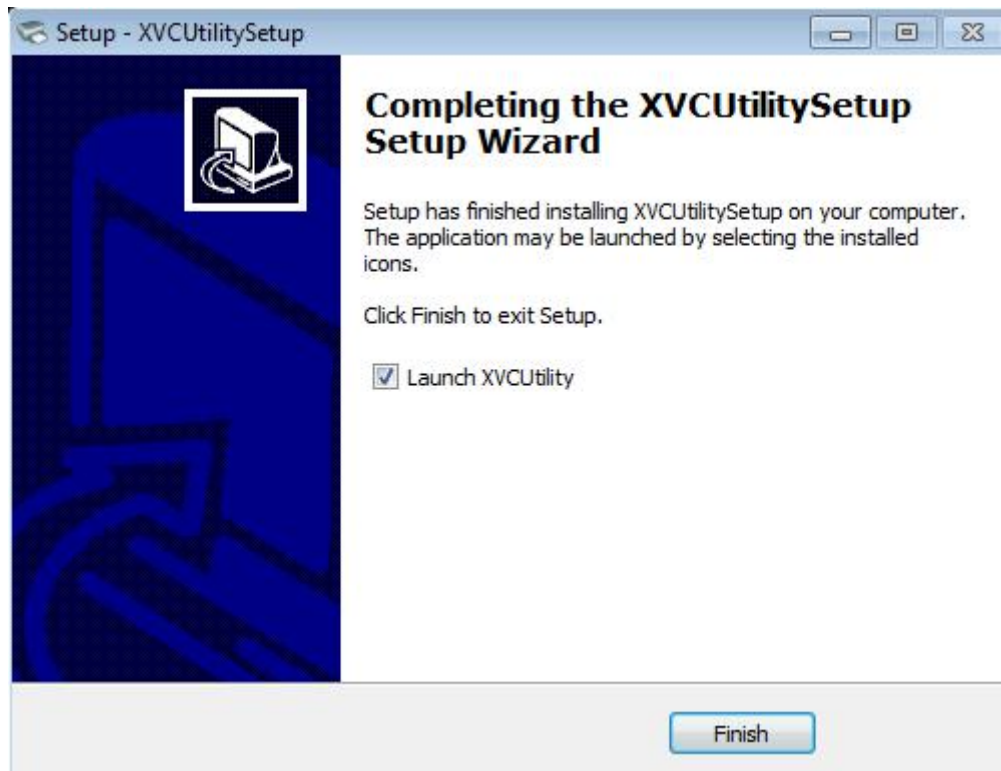 Setup - XVCUtilitySetup
Completing the XVCUtilitySetup
Setup Wizard
Setup has finished installing XVCUtilitySetup on your computer.
The application may be launched by selecting the installed
icons.
Click Finish to exit Setup.
Launch XVCUtility
Finish